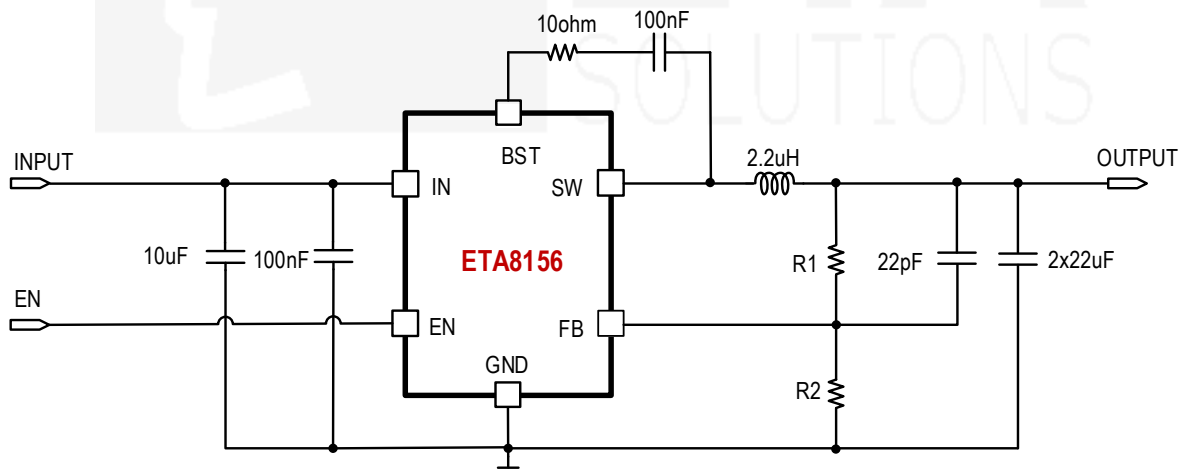 10ohm
100nF
SOLUTIONS
BST
INPUT
2.2uH
OUTPUT
IN
SW
10uF
100nF
ETA8156
R1
22pF
2x22uF
EN
EN
FB
GND
R2